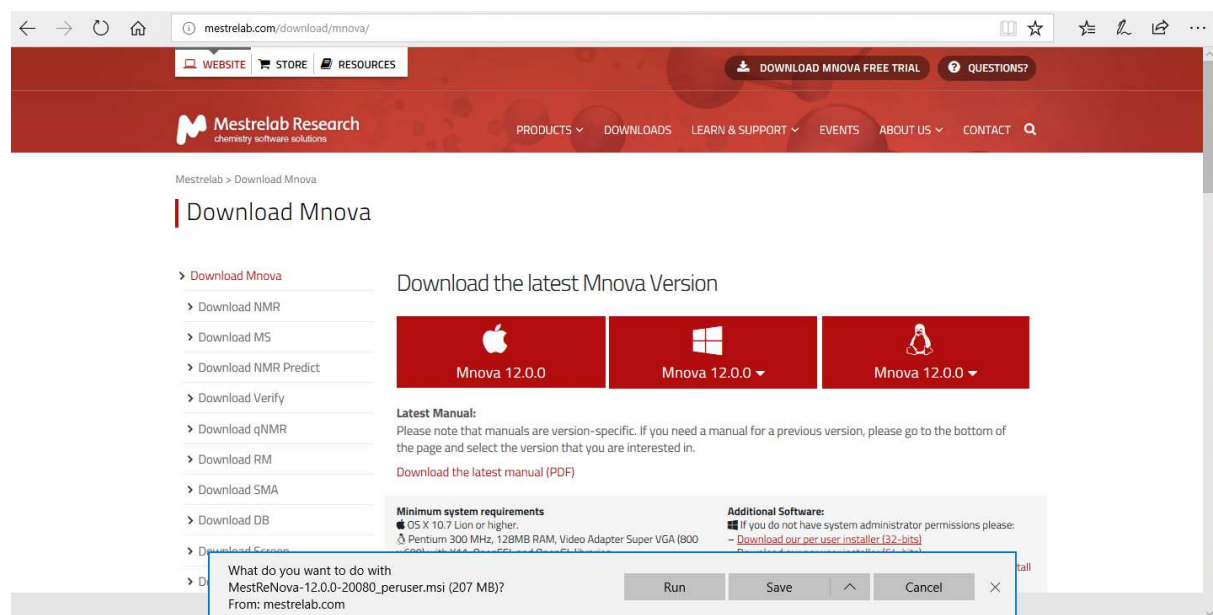 mestrelab.com/download/mnova/
WEBSITE STORE RESOURCES
DOWNLOAD MNOVA FREE TRIAL QUESTIONS?
Mestrelab Research
chemistry software solutions
PRODUCTS DOWNLOADS LEARN & SUPPORT EVENTS ABOUT US CONTACT
Mestrelab > Download Mnova
Download Mnova
> Download Mnova
> Download NMR
> Download MS
> Download NMR Predict
> Download Verify
> Download qNMR
> Download RM
> Download SMA
> Download DB
> Download Screen
Download the latest Mnova Version
Mnova 12.0.0
Mnova 12.0.0
Mnova 12.0.0
Latest Manual:
Please note that manuals are version-specific. If you need a manual for a previous version, please go to the bottom of
the page and select the version that you are interested in.
Download the latest manual (PDF)
Minimum system requirements
OS X 10.7 Lion or higher.
Pentium 300 MHz, 128MB RAM, Video Adapter Super VGA (800
Additional Software:
If you do not have system administrator permissions please:
– Download our per user installer (32-bits)
tall
What do you want to do with
MestReNova-12.0.0-20080_peruser.msi (207 MB)?
From: mestrelab.com
Run Save Cancel